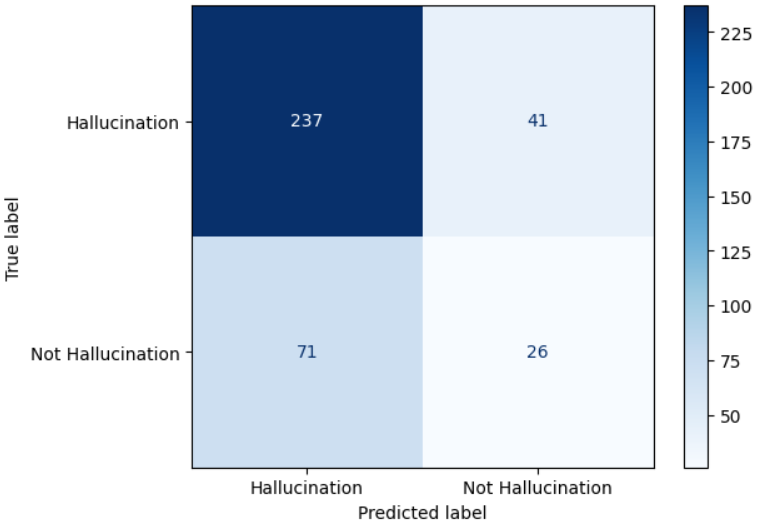 Hallucination
Not Hallucination
True label
237
41
71
26
Hallucination
Not Hallucination
Predicted label
225
200
175
150
125
100
75
50